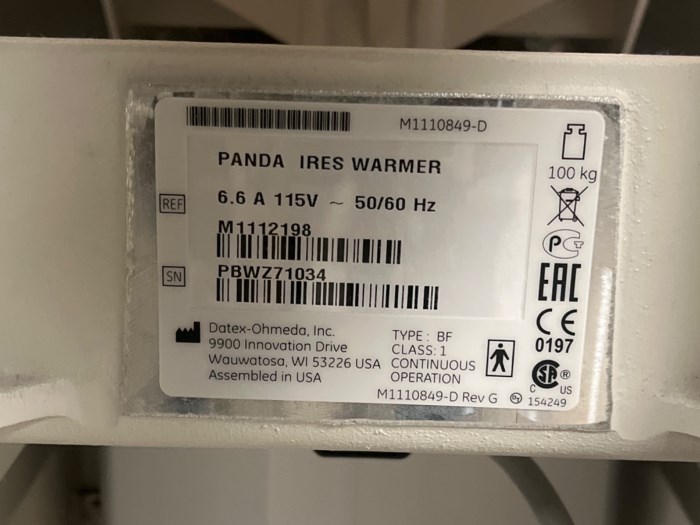 M1110849-D
PANDA IRES WARMER
100 kg
REF
6.6 A 115V ~ 50/60 Hz
M1112198
SN
PBWZ71034
Datex-Ohmeda, Inc.
9900 Innovation Drive
Wauwatosa, WI 53226 USA
Assembled in USA
TYPE: BF
CLASS: 1
CONTINUOUS
OPERATION
M1110849-D Rev G
PG
EAC
CE
0197
SA ®
C US
154249